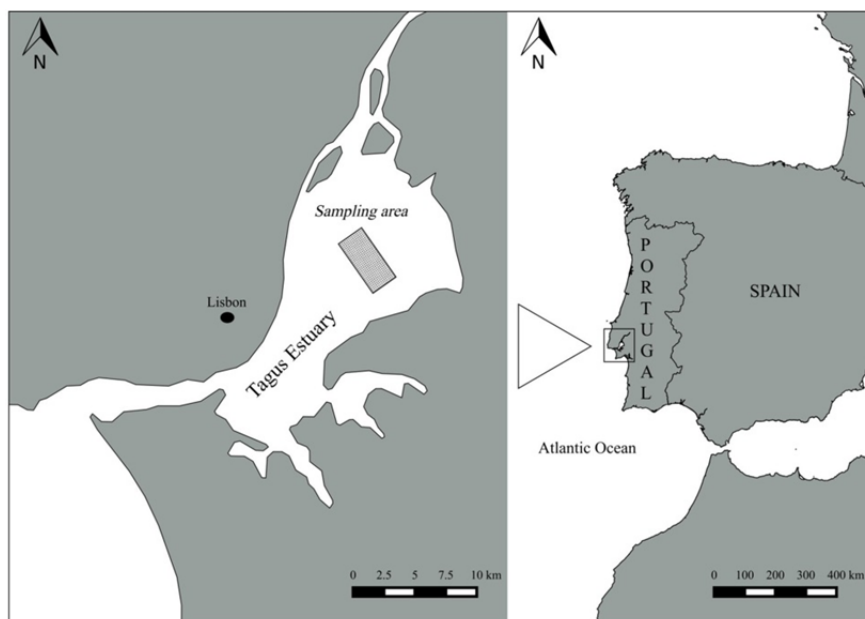 N
Sampling area
Lisbon
Tagus Estuary
0 2.5 5 7.5 10 km
N
PORTUGAL
SPAIN
Atlantic Ocean
0 100 200 300 400 km